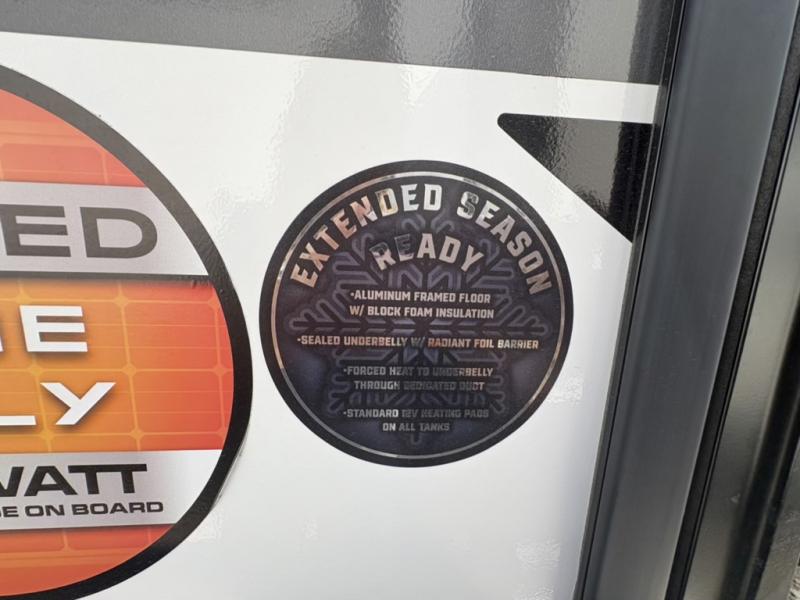 ED
E
LY
WATT
E ON BOARD
EXTENDED SEASON
READY
•ALUMINUM FRAMED FLOOR
W/ BLOCK FOAM INSULATION
•SEALED UNDERBELLY W/ RADIANT FOIL BARRIER
•FORCED HEAT TO UNDERBELLY
THROUGH DEDICATED DUCT
•STANDARD 12V HEATING PADS
ON ALL TANKS